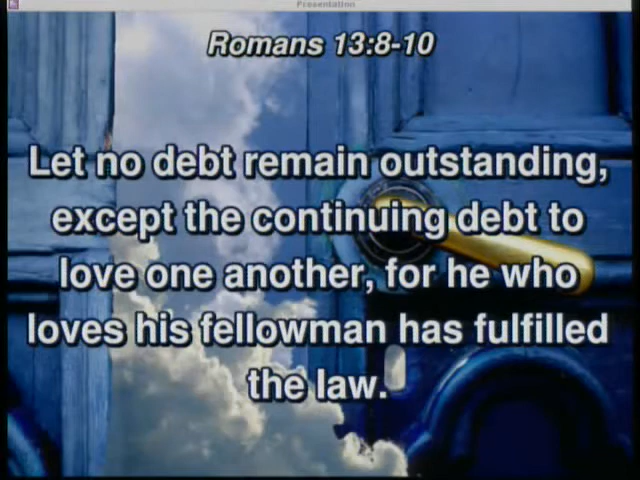 Presentation
Romans 13:8-10
Let no debt remain outstanding,
except the continuing debt to
love one another, for he who
loves his fellowman has fulfilled
the law.